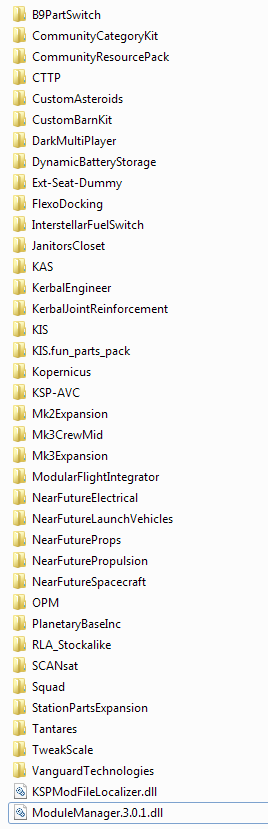 B9PartSwitch
CommunityCategoryKit
CommunityResourcePack
CTTP
CustomAsteroids
CustomBarnKit
DarkMultiPlayer
DynamicBatteryStorage
Ext-Seat-Dummy
FlexoDocking
InterstellarFuelSwitch
JanitorsCloset
KAS
KerbalEngineer
KerbalJointReinforcement
KIS
KIS.fun_parts_pack
Kopernicus
KSP-AVC
Mk2Expansion
Mk3CrewMid
Mk3Expansion
ModularFlightIntegrator
NearFutureElectrical
NearFutureLaunchVehicles
NearFutureProps
NearFuturePropulsion
NearFutureSpacecraft
OPM
PlanetaryBaseInc
RLA_Stockalike
SCANsat
Squad
StationPartsExpansion
Tantares
TweakScale
VanguardTechnologies
KSPModFileLocalizer.dll
ModuleManager.3.0.1.dll